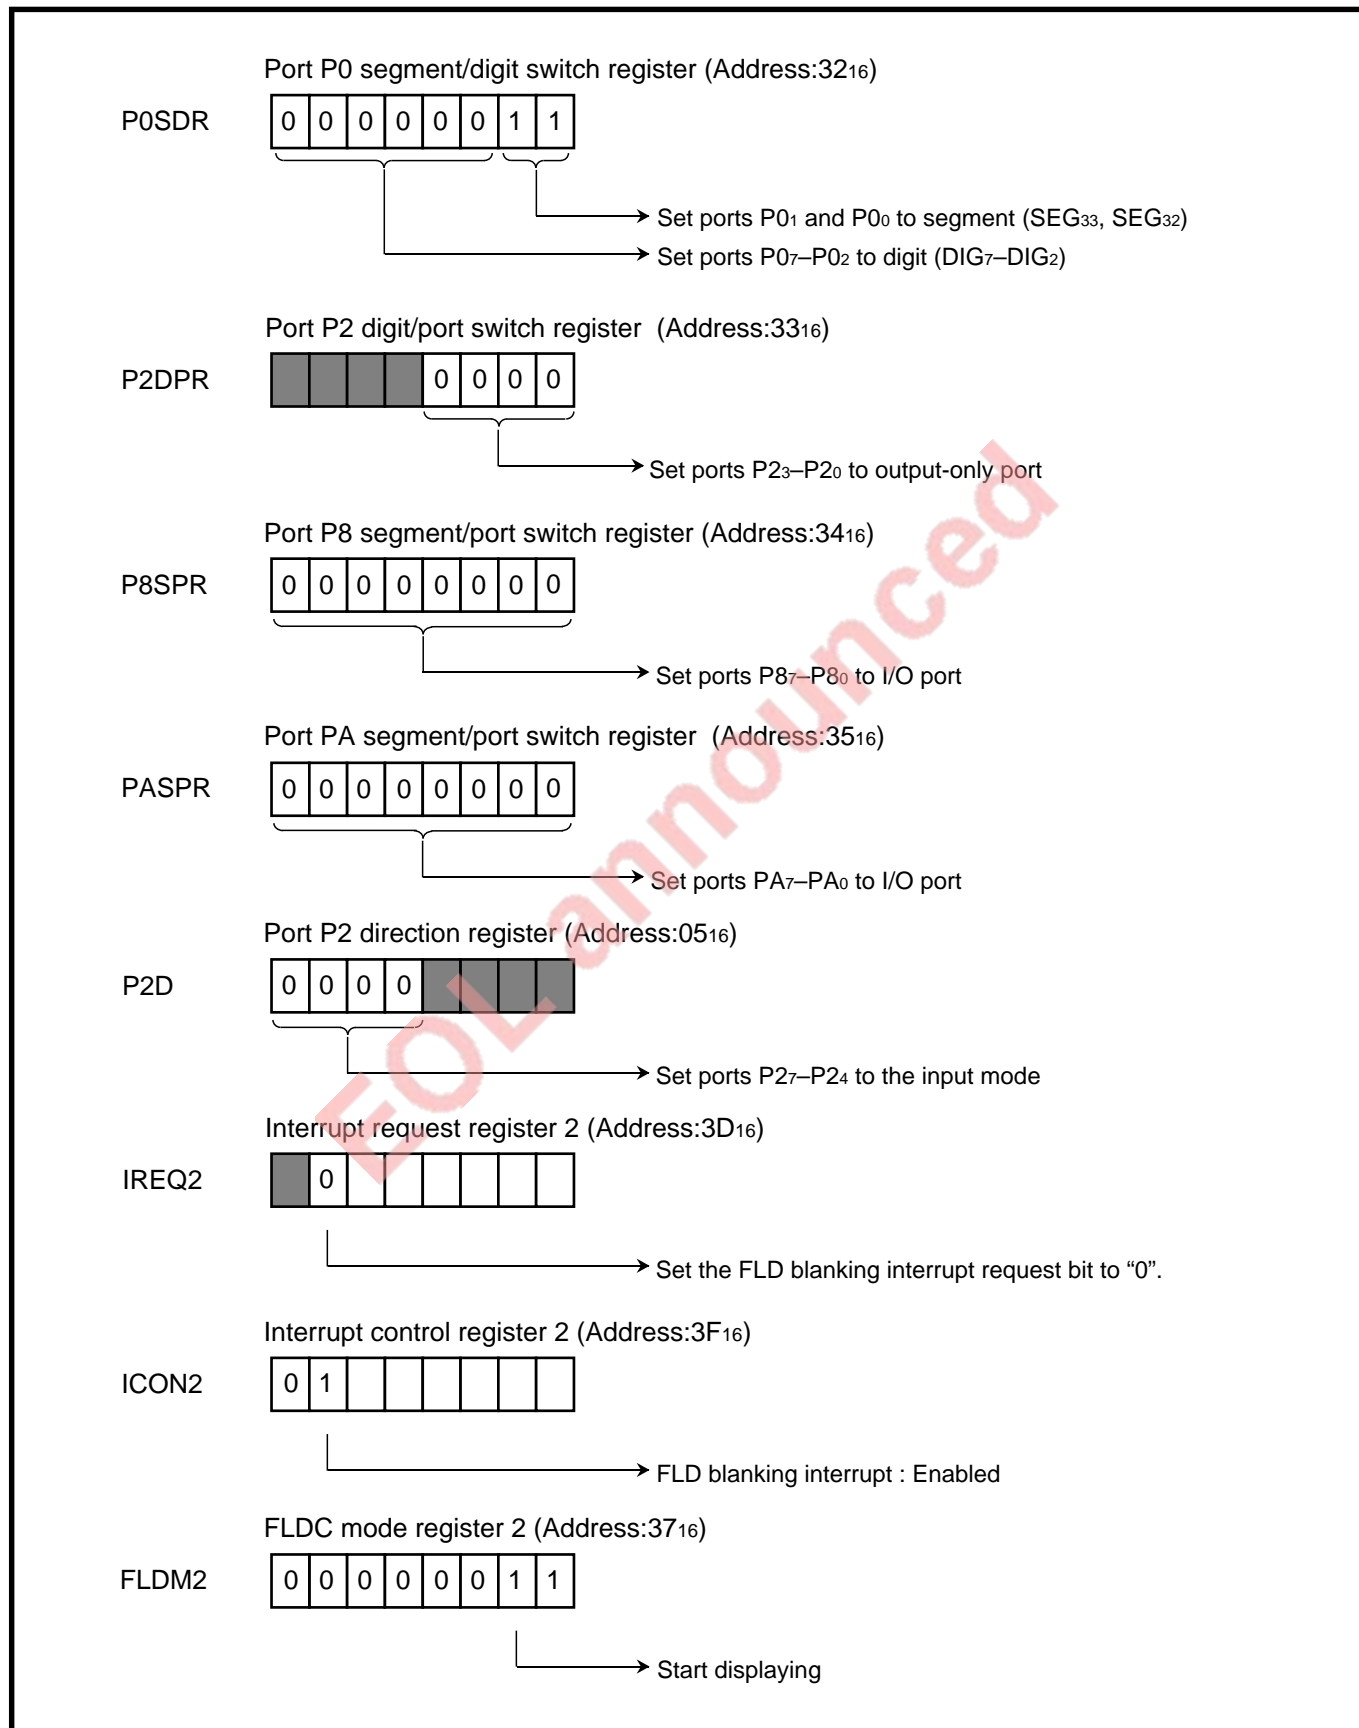 Port P0 segment/digit switch register (Address:3216)
P0SDR 0 0 0 0 0 0 1 1
Set ports P01 and P00 to segment (SEG33, SEG32)
Set ports P07–P02 to digit (DIG7–DIG2)
Port P2 digit/port switch register (Address:3316)
P2DPR 0 0 0 0
Set ports P23–P20 to output-only port
Port P8 segment/port switch register (Address:3416)
P8SPR 0 0 0 0 0 0 0 0
Set ports P87–P80 to I/O port
Port PA segment/port switch register (Address:3516)
PASPR 0 0 0 0 0 0 0 0
Set ports PA7–PA0 to I/O port
Port P2 direction register (Address:0516)
P2D 0 0 0 0
Set ports P27–P24 to the input mode
Interrupt request register 2 (Address:3D16)
IREQ2 0
Set the FLD blanking interrupt request bit to “0”.
Interrupt control register 2 (Address:3F16)
ICON2 0 1
FLD blanking interrupt : Enabled
FLDC mode register 2 (Address:3716)
FLDM2 0 0 0 0 0 0 1 1
Start displaying
EOL announced